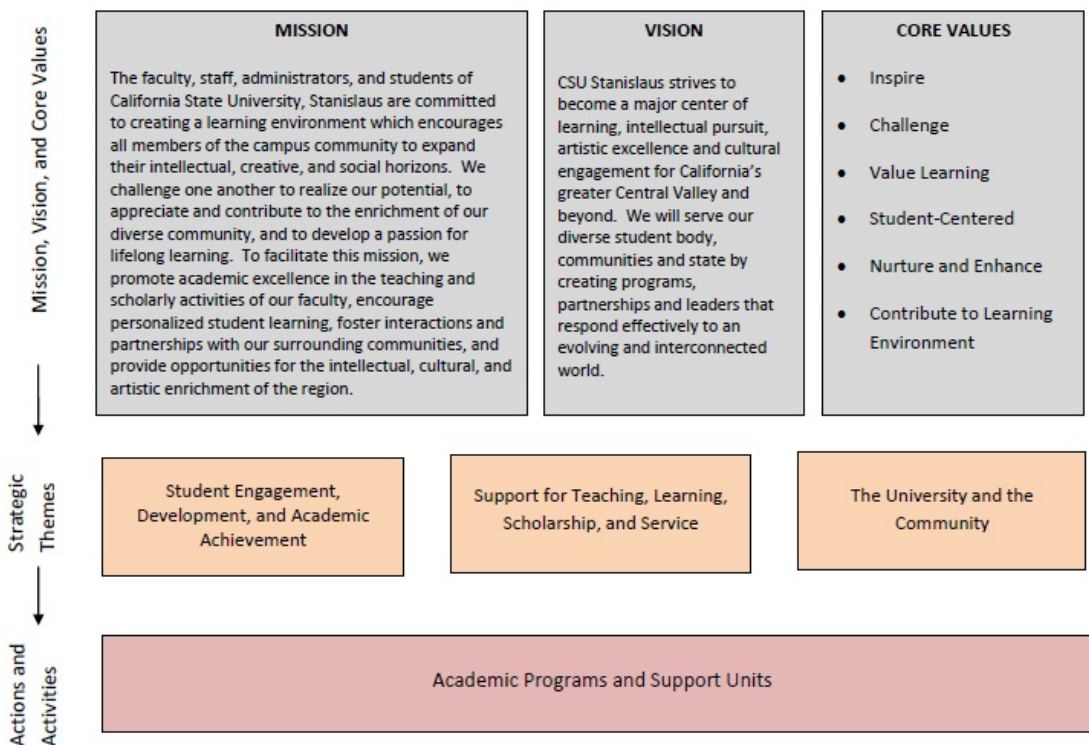 Mission, Vision, and Core Values
MISSION
The faculty, staff, administrators, and students of
California State University, Stanislaus are committed
to creating a learning environment which encourages
all members of the campus community to expand
their intellectual, creative, and social horizons.  We
challenge one another to realize our potential, to
appreciate and contribute to the enrichment of our
diverse community, and to develop a passion for
lifelong learning.  To facilitate this mission, we
promote academic excellence in the teaching and
scholarly activities of our faculty, encourage
personalized student learning, foster interactions and
partnerships with our surrounding communities, and
provide opportunities for the intellectual, cultural, and
artistic enrichment of the region.
VISION
CSU Stanislaus strives to
become a major center of
learning, intellectual pursuit,
artistic excellence and cultural
engagement for California's
greater Central Valley and
beyond.  We will serve our
diverse student body,
communities and state by
creating programs,
partnerships and leaders that
respond effectively to an
evolving and interconnected
world.
CORE VALUES
• Inspire
• Challenge
• Value Learning
• Student-Centered
• Nurture and Enhance
• Contribute to Learning
Environment
Strategic
Themes
Student Engagement,
Development, and Academic
Achievement
Support for Teaching, Learning,
Scholarship, and Service
The University and the
Community
Actions and
Activities
Academic Programs and Support Units